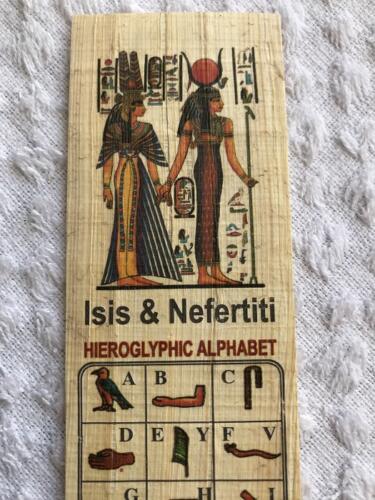 Isis & Nefertiti
HIEROGLYPHIC ALPHABET
A B C
D E Y F V
G H I